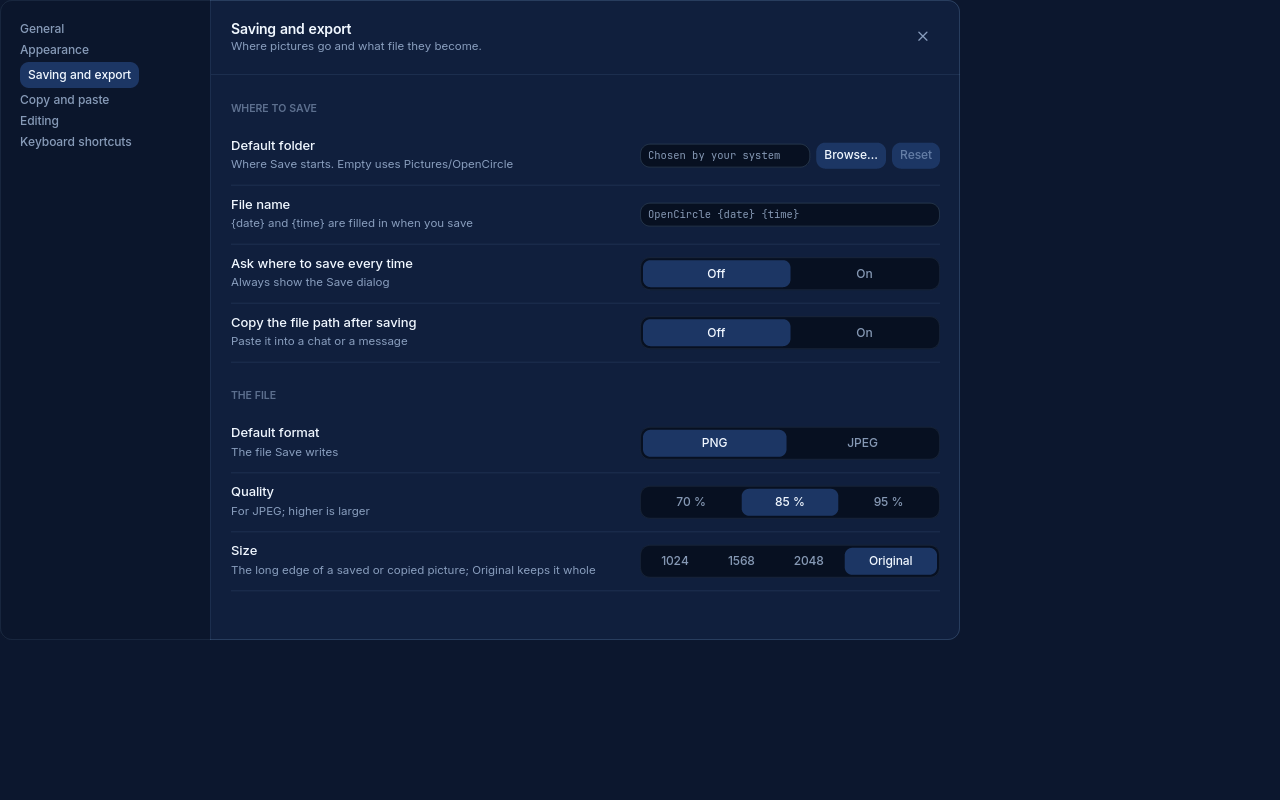 General
Appearance
Saving and export
Copy and paste
Editing
Keyboard shortcuts
Saving and export
Where pictures go and what file they become.
WHERE TO SAVE
Default folder
Where Save starts. Empty uses Pictures/OpenCircle
Chosen by your system
Browse...
Reset
File name
{date} and {time} are filled in when you save
OpenCircle {date} {time}
Ask where to save every time
Always show the Save dialog
Off
On
Copy the file path after saving
Paste it into a chat or a message
Off
On
THE FILE
Default format
The file Save writes
PNG
JPEG
Quality
For JPEG; higher is larger
70 %
85 %
95 %
Size
The long edge of a saved or copied picture; Original keeps it whole
1024
1568
2048
Original